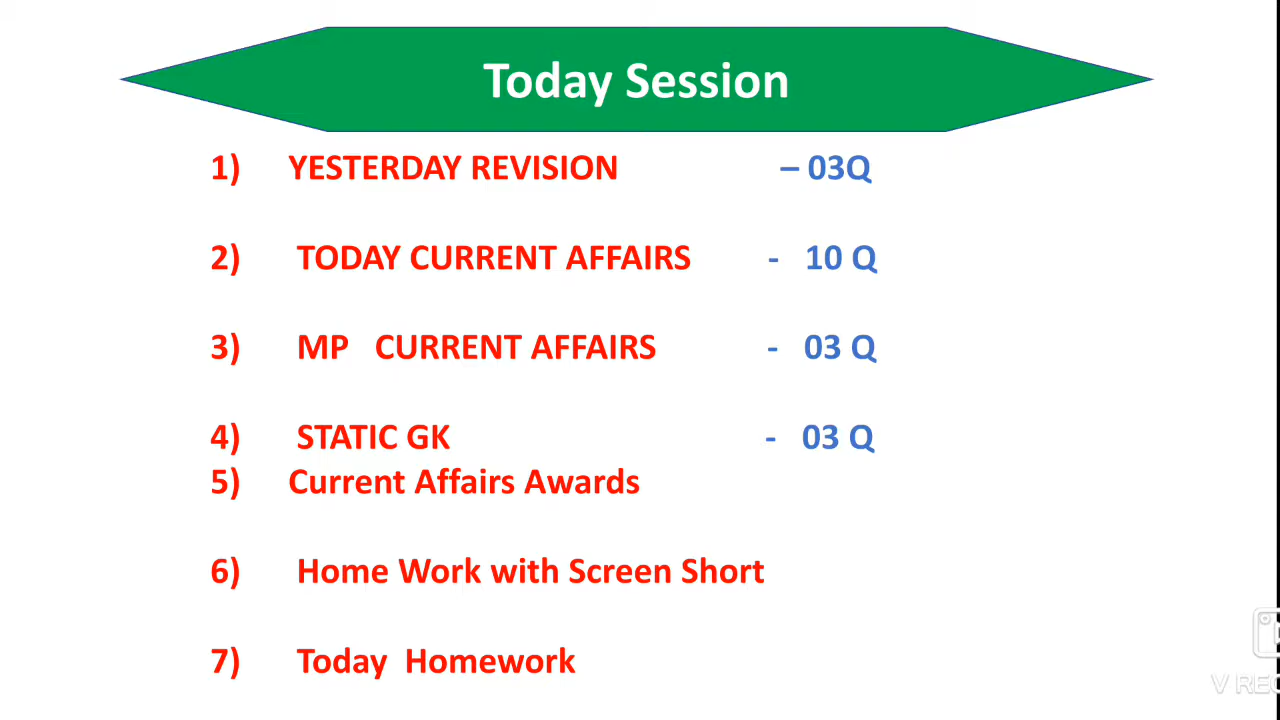 Today Session
1) YESTERDAY REVISION – 03Q
2) TODAY CURRENT AFFAIRS - 10 Q
3) MP CURRENT AFFAIRS - 03 Q
4) STATIC GK - 03 Q
5) Current Affairs Awards
6) Home Work with Screen Short
7) Today Homework